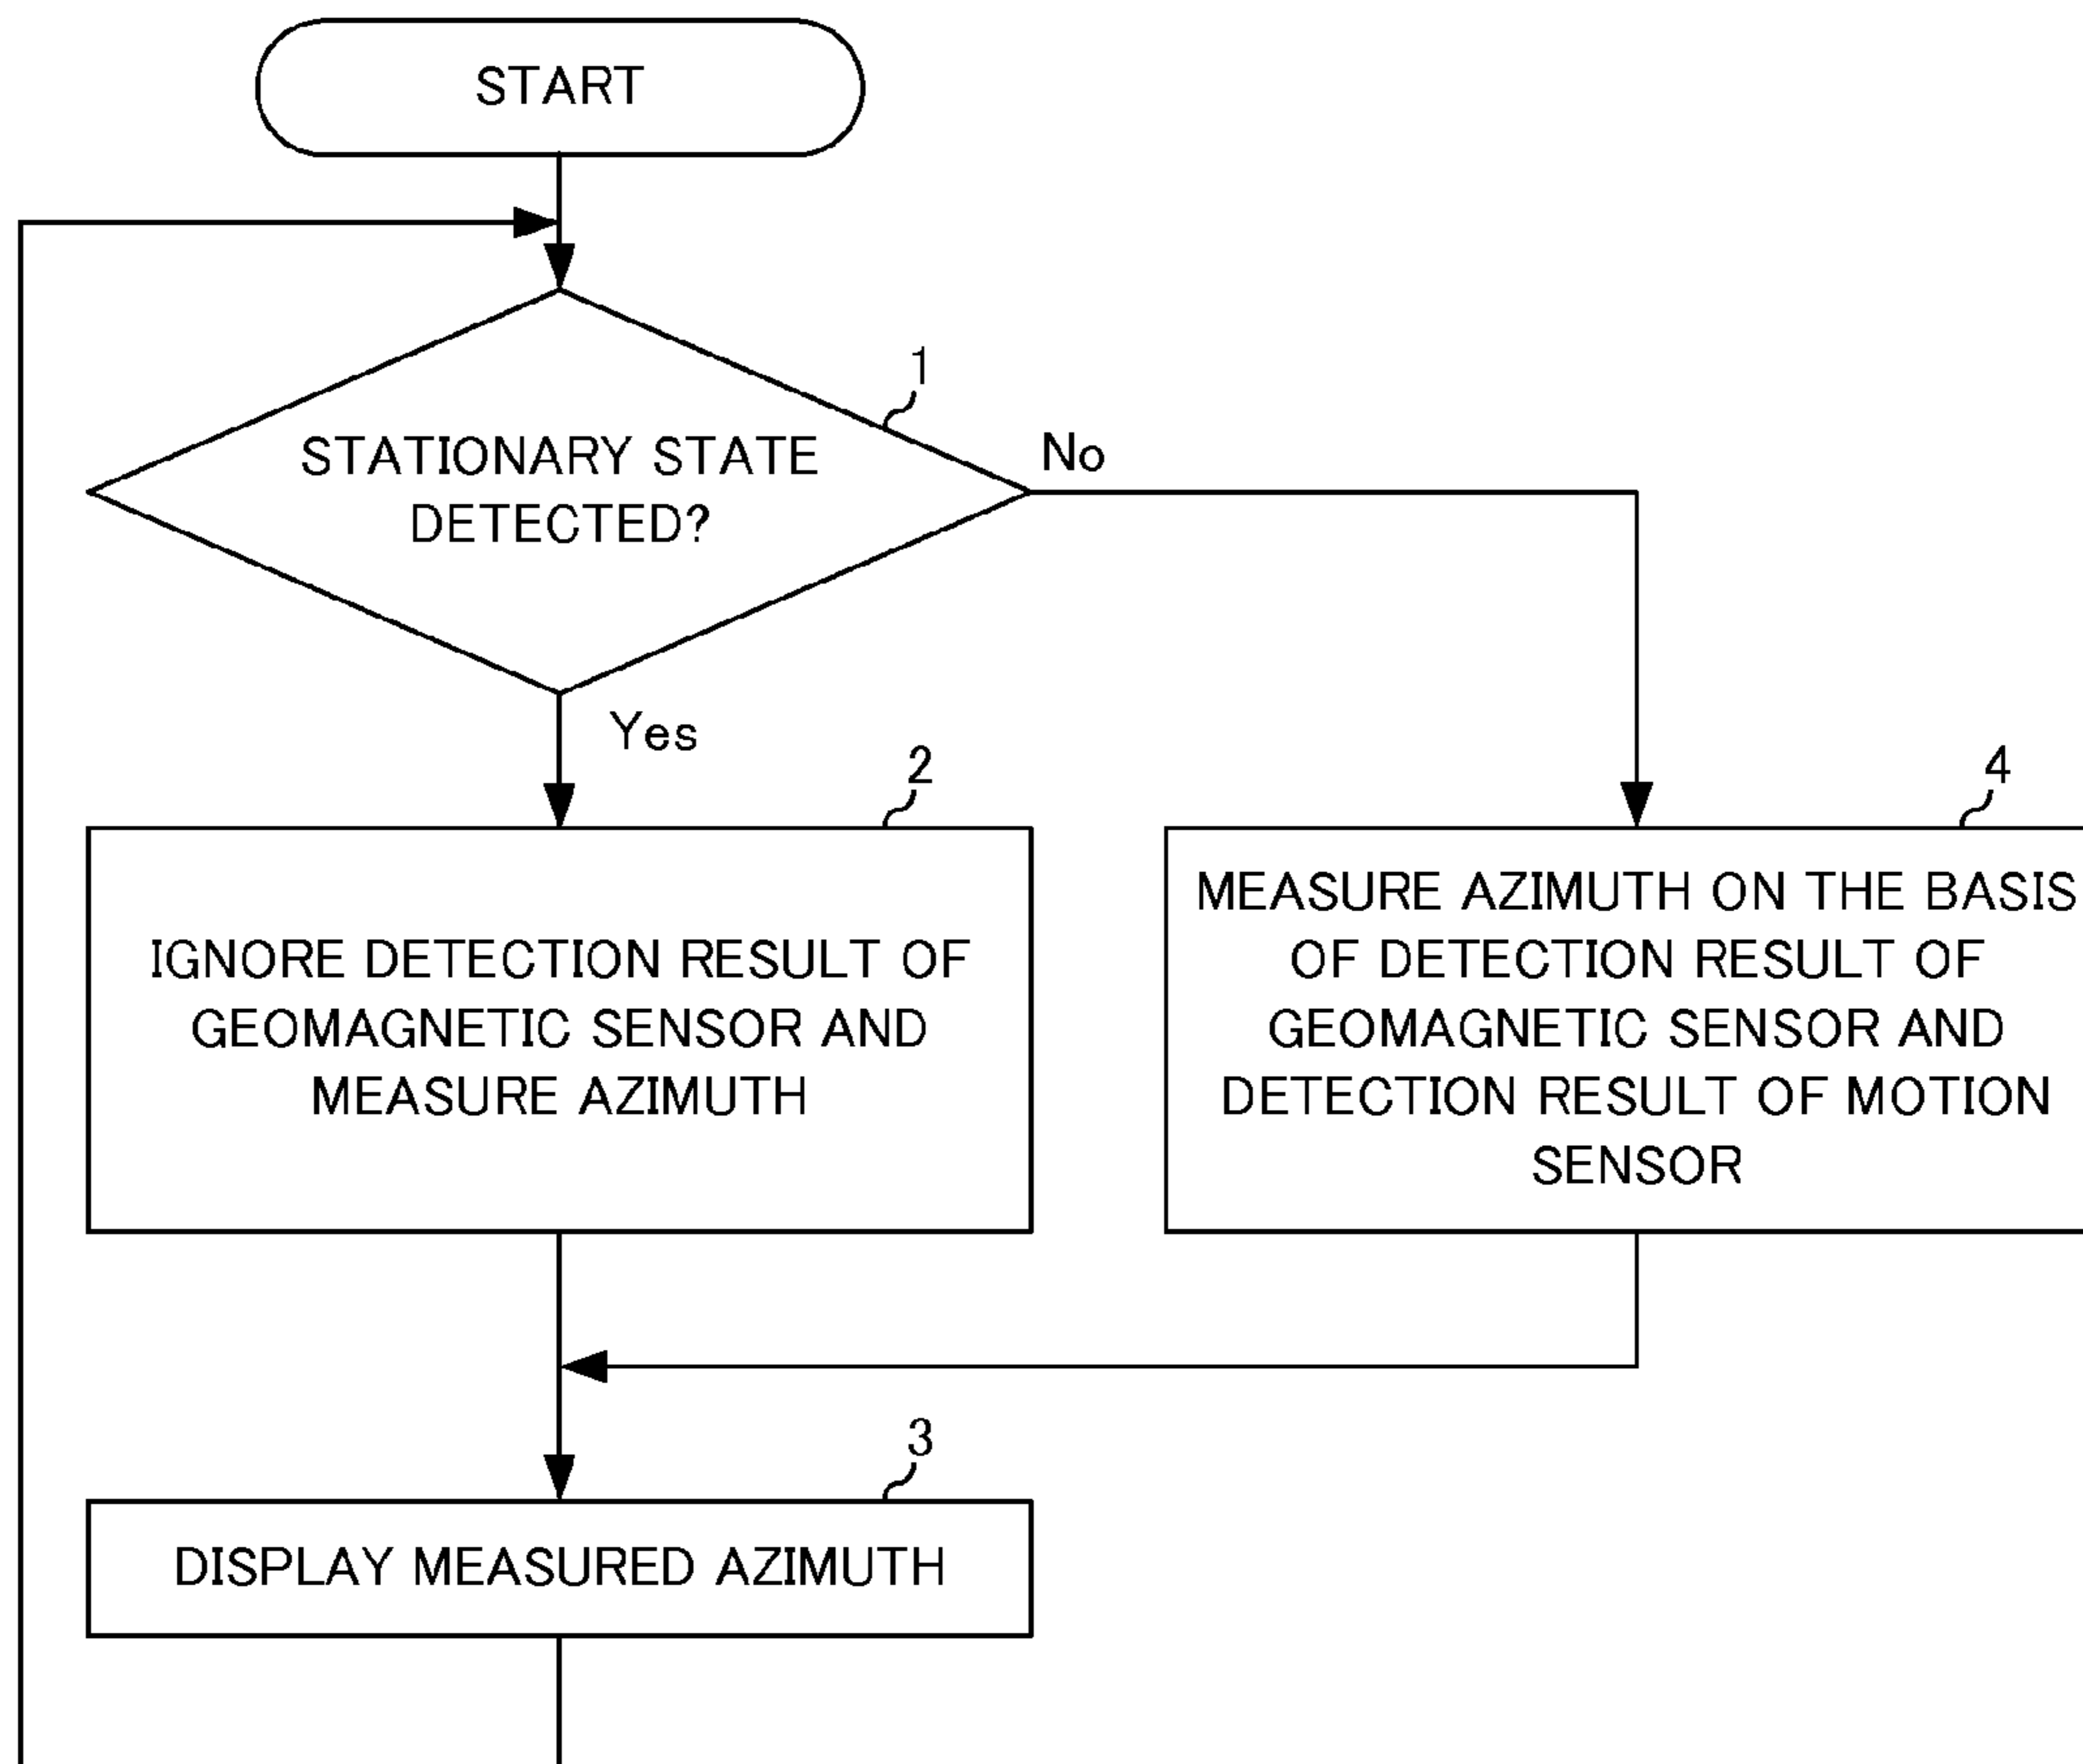 START
1
STATIONARY STATE
DETECTED?
No
Yes
2
IGNORE DETECTION RESULT OF
GEOMAGNETIC SENSOR AND
MEASURE AZIMUTH
4
MEASURE AZIMUTH ON THE BASIS
OF DETECTION RESULT OF
GEOMAGNETIC SENSOR AND
DETECTION RESULT OF MOTION
SENSOR
3
DISPLAY MEASURED AZIMUTH